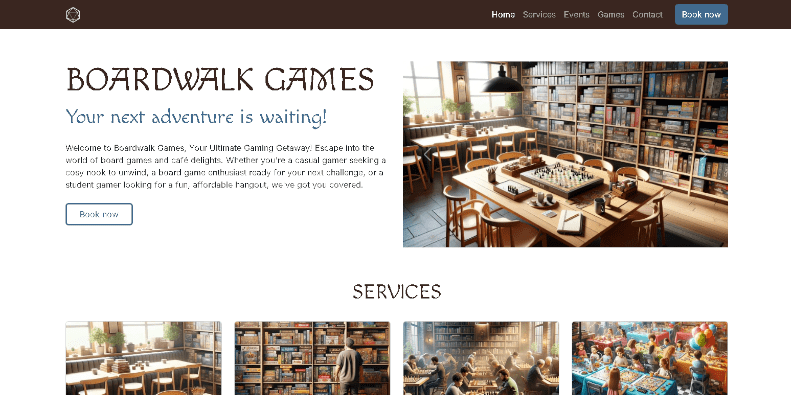 Home Services Events Games Contact Book now
BOARDWALK GAMES
Your next adventure is waiting!
Welcome to Boardwalk Games, Your Ultimate Gaming Getaway! Escape into the
world of board games and café delights. Whether you're a casual gamer seeking a
cosy nook to unwind, a board game enthusiast ready for your next challenge, or a
student gamer looking for a fun, affordable hangout, we've got you covered.
Book now
SERVICES